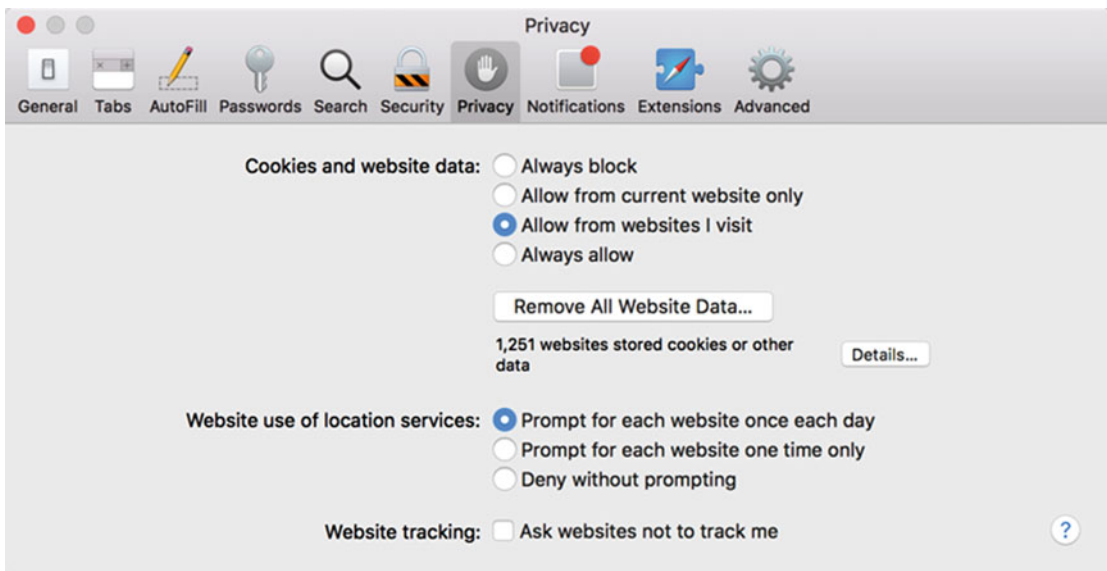 Privacy
General Tabs AutoFill Passwords Search Security Privacy Notifications Extensions Advanced
Cookies and website data: Always block
Allow from current website only
Allow from websites I visit
Always allow
Remove All Website Data...
1,251 websites stored cookies or other
data
Details...
Website use of location services: Prompt for each website once each day
Prompt for each website one time only
Deny without prompting
Website tracking: Ask websites not to track me
?